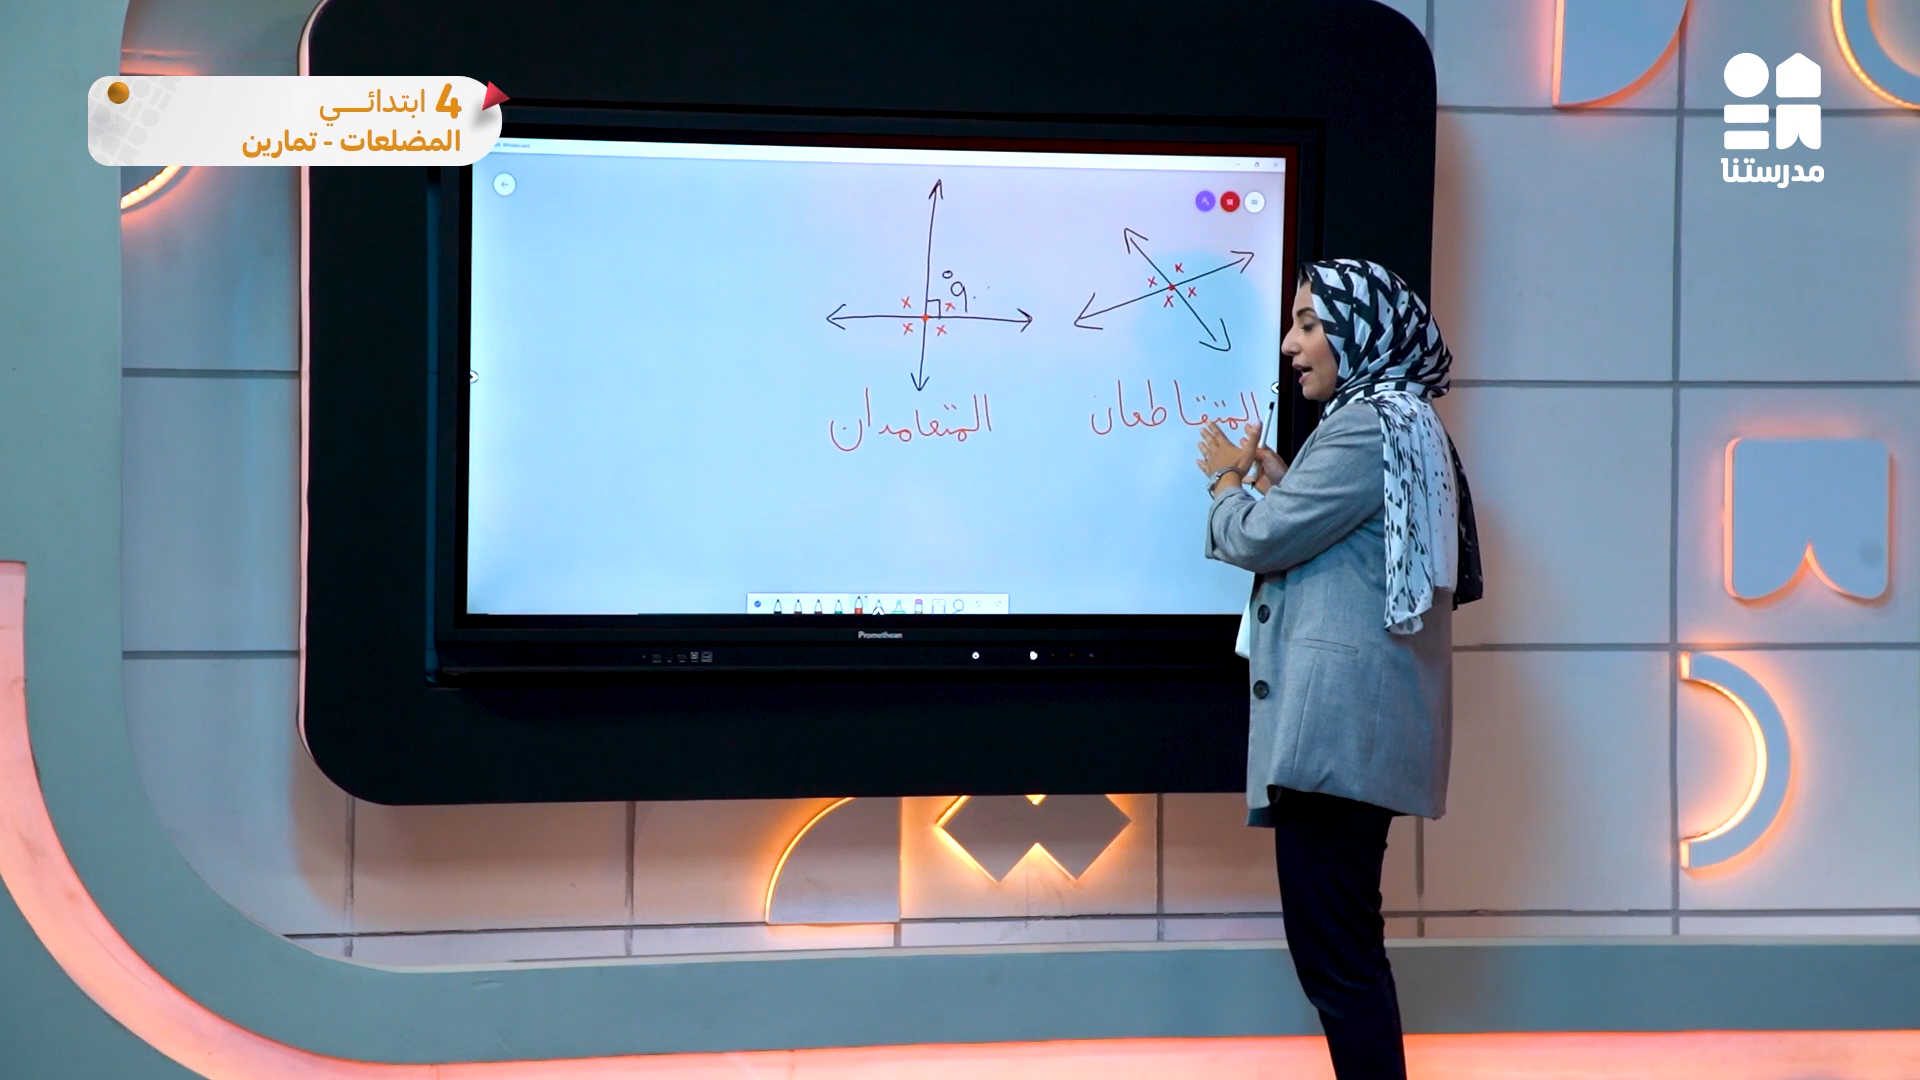 4 ابتدائـــي
المضلعات - تمارين
مدرستنا
°
٩٠
x x x x
x x x x
المتقاطعان
المتعامدان
Promethean